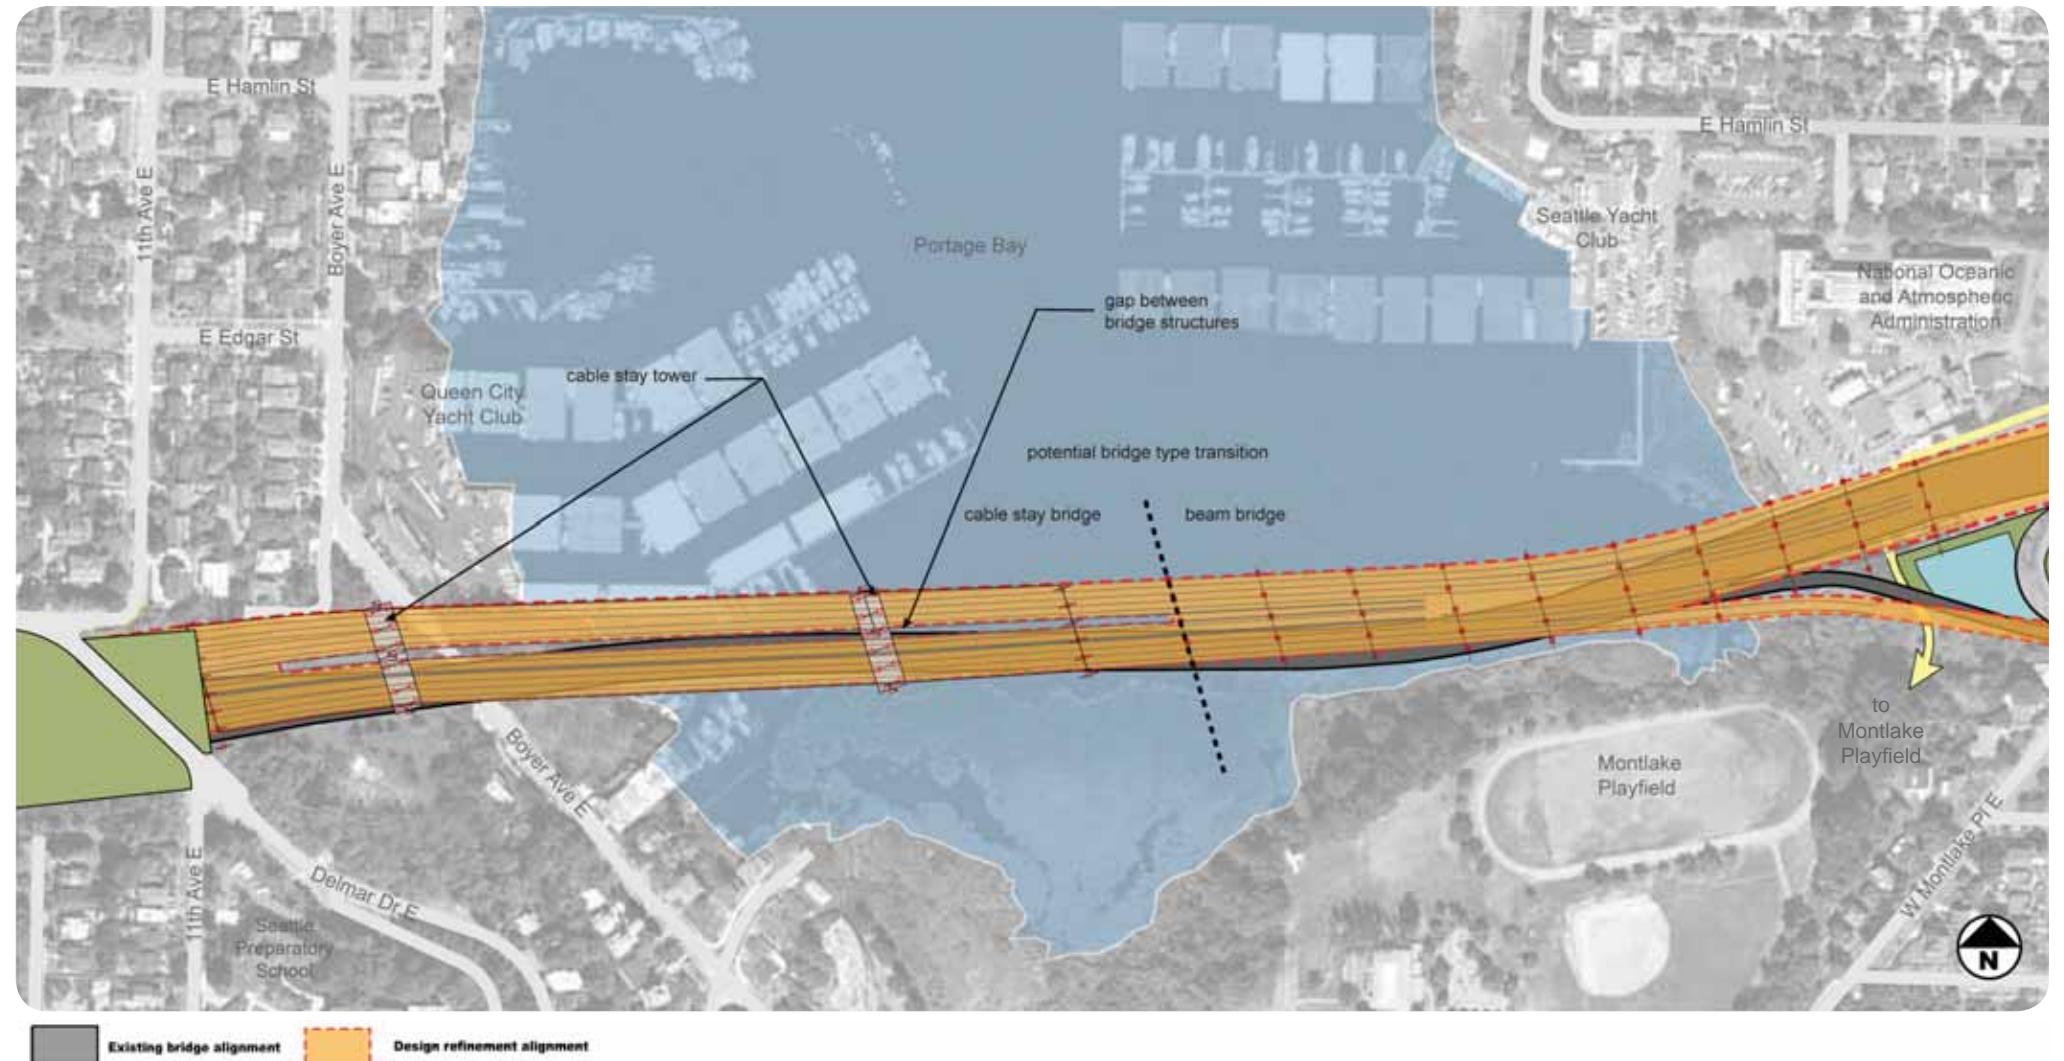 E Hamlin St
E Hamlin St
11th Ave E
Boyer Ave E
Seattle Yacht
Club
Portage Bay
National Oceanic
and Atmospheric
Administration
gap between
bridge structures
E Edgar St
cable stay tower
Queen City
Yacht Club
potential bridge type transition
cable stay bridge
beam bridge
to
Montlake
Playfield
Boyer Ave E
Montlake
Playfield
W Montlake Pl E
11th Ave E
Delmar Dr E
Seattle
Preparatory
School
N
Existing bridge alignment
Design refinement alignment